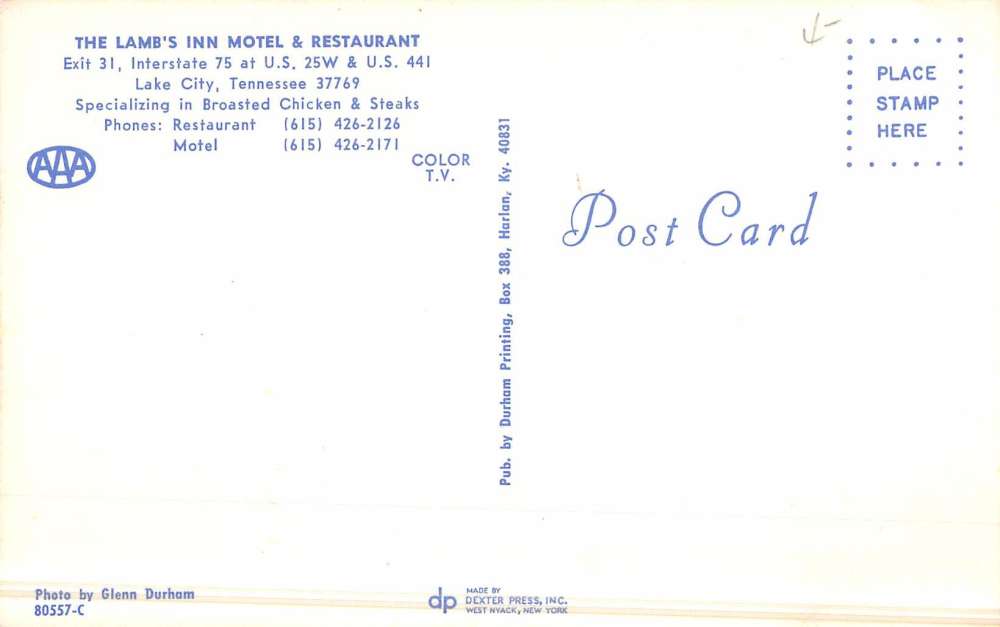 THE LAMB'S INN MOTEL & RESTAURANT
Exit 31, Interstate 75 at U.S. 25W & U.S. 441
Lake City, Tennessee 37769
Specializing in Broasted Chicken & Steaks
Phones: Restaurant (615) 426-2126
Motel (615) 426-2171
AAA
COLOR
T.V.
Pub. by Durham Printing, Box 388, Harlan, Ky. 40831
PLACE
STAMP
HERE
Post Card
Photo by Glenn Durham
80557-C
dp
MADE BY
DEXTER PRESS, INC.
WEST NYACK, NEW YORK